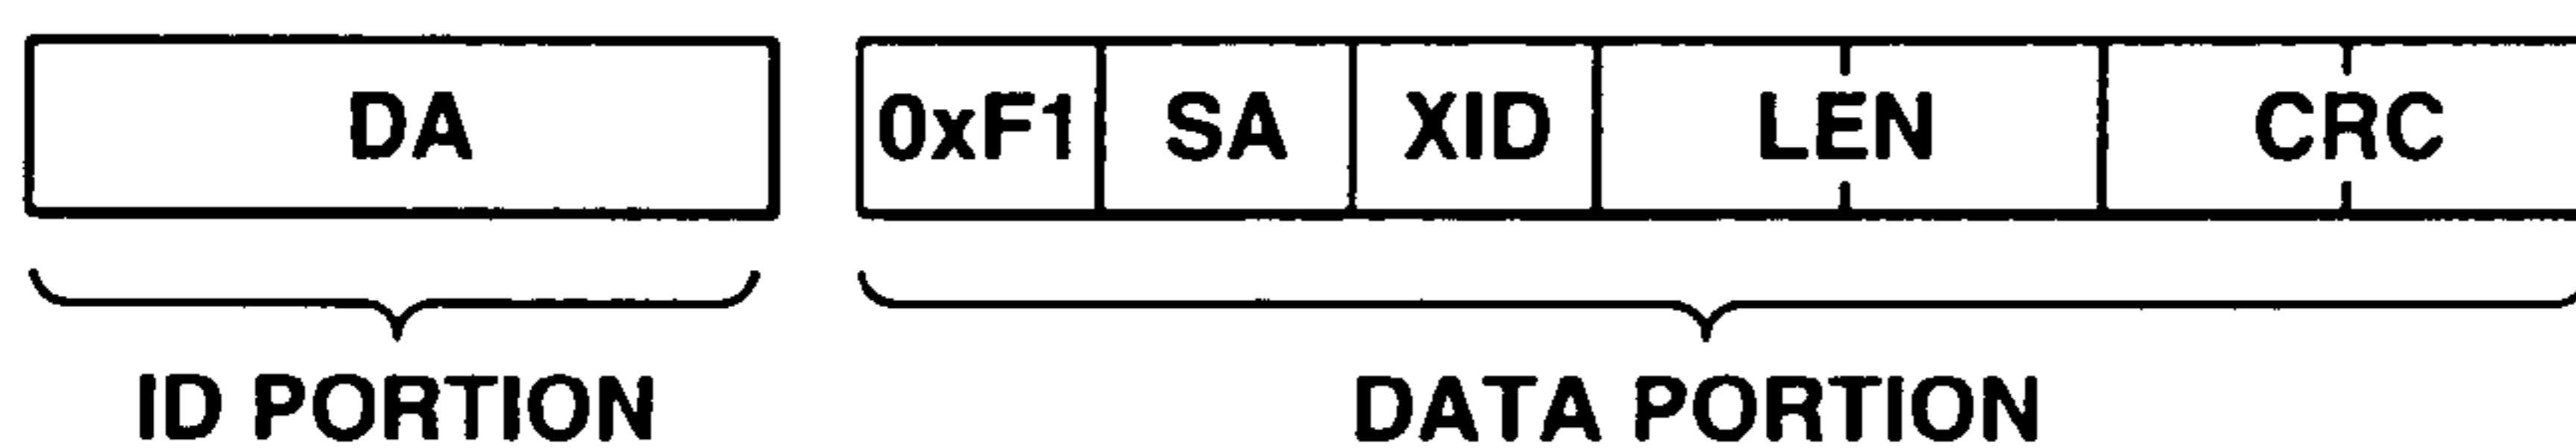 DA 0xF1 SA XID LEN CRC
ID PORTION DATA PORTION